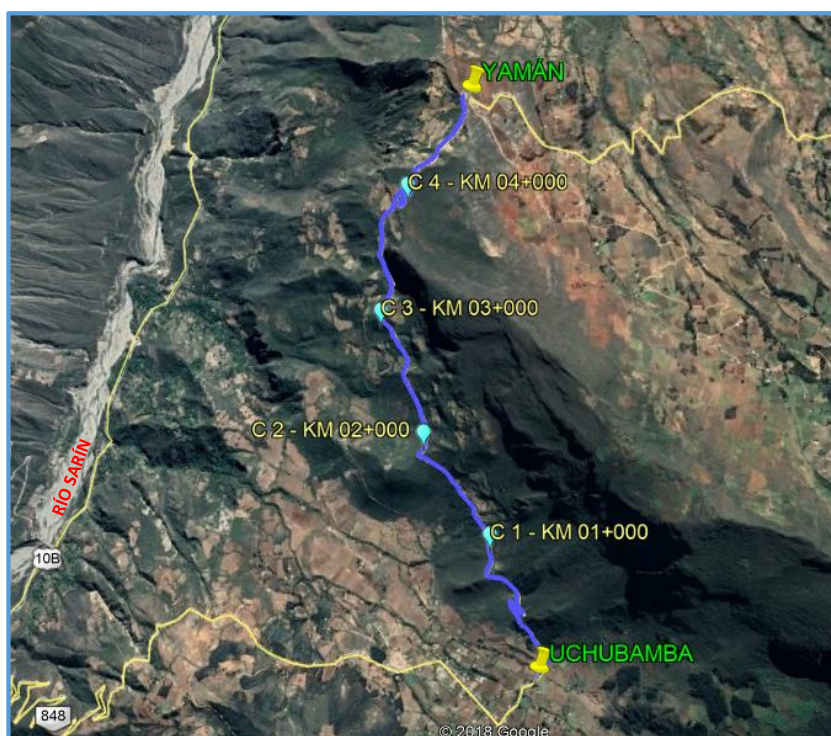 YAMÁN
C 4 - KM 04+000
C 3 - KM 03+000
C 2 - KM 02+000
RÍO SARÍN
C 1 - KM 01+000
10B
UCHUBAMBA
848
© 2018 Google